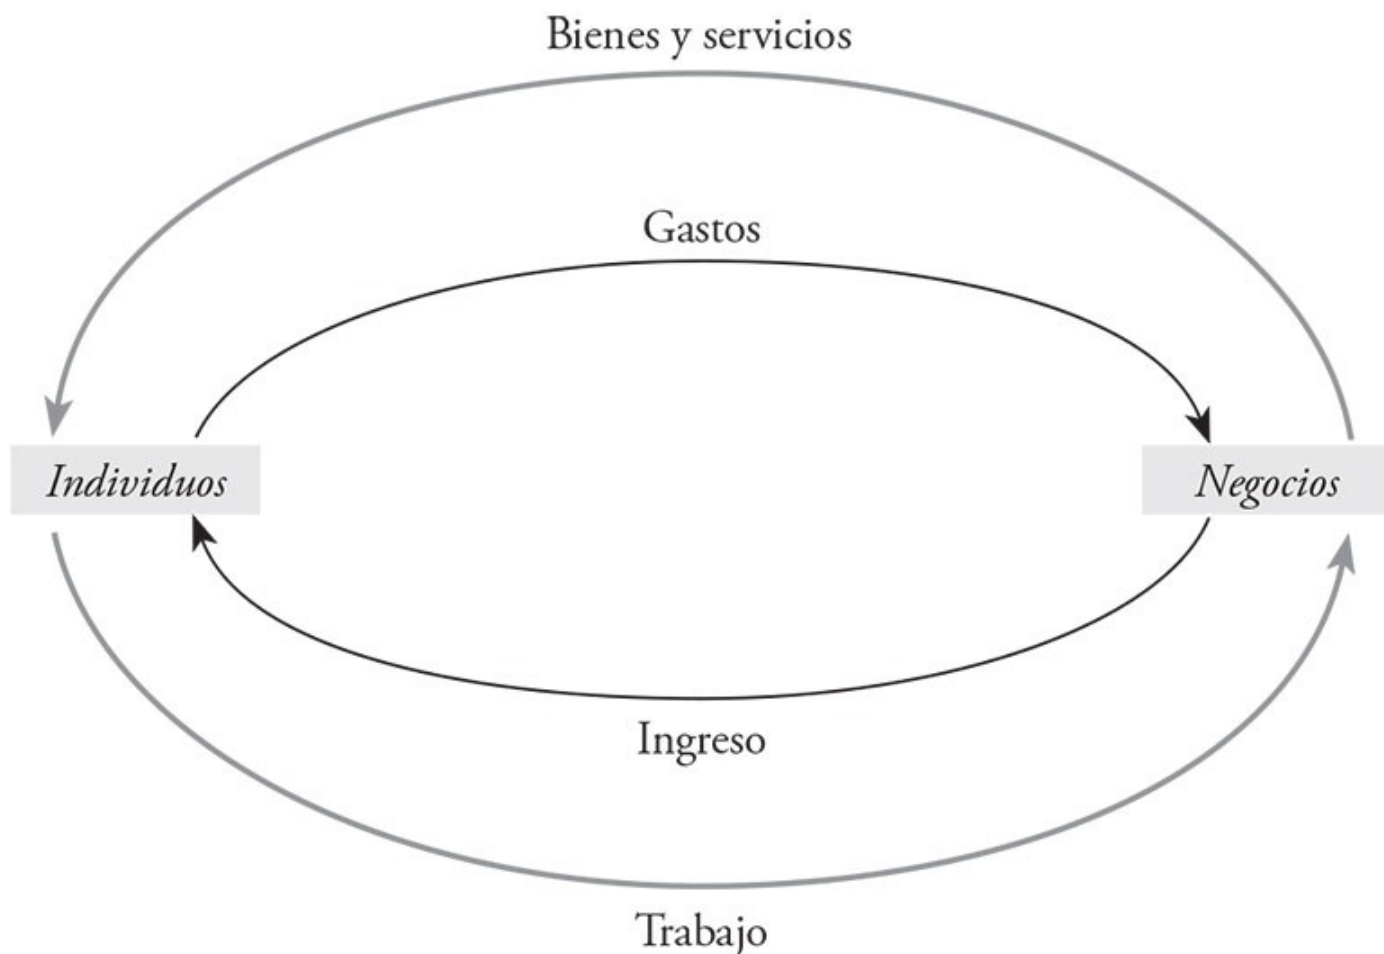 Bienes y servicios
Gastos
Individuos
Negocios
Ingreso
Trabajo